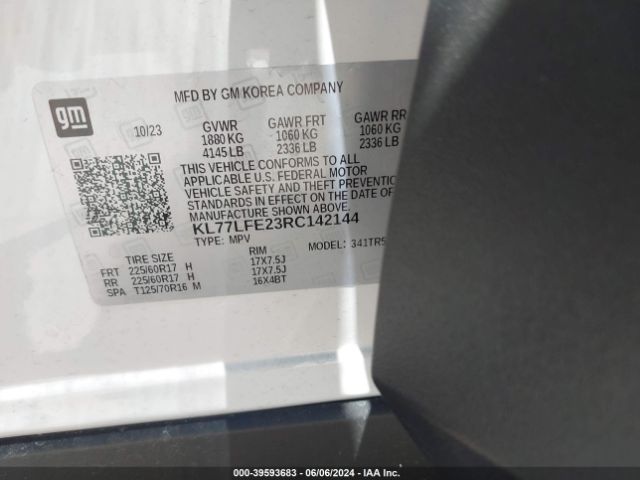 MFD BY GM KOREA COMPANY
gm
10/23 GVWR GAWR FRT GAWR RR
1880 KG 1060 KG 1060 KG
4145 LB 2336 LB 2336 LB
THIS VEHICLE CONFORMS TO ALL
APPLICABLE U.S. FEDERAL MOTOR
VEHICLE SAFETY AND THEFT PREVENTION
STANDARDS IN EFFECT ON THE DATE OF
MANUFACTURE SHOWN ABOVE.
KL77LFE23RC142144
TYPE: MPV MODEL: 341TR5
TIRE SIZE RIM
FRT 225/60R17 H 17X7.5J
RR 225/60R17 H 17X7.5J
SPA T125/70R16 M 16X4BT
000-39593683 - 06/06/2024 - IAA Inc.